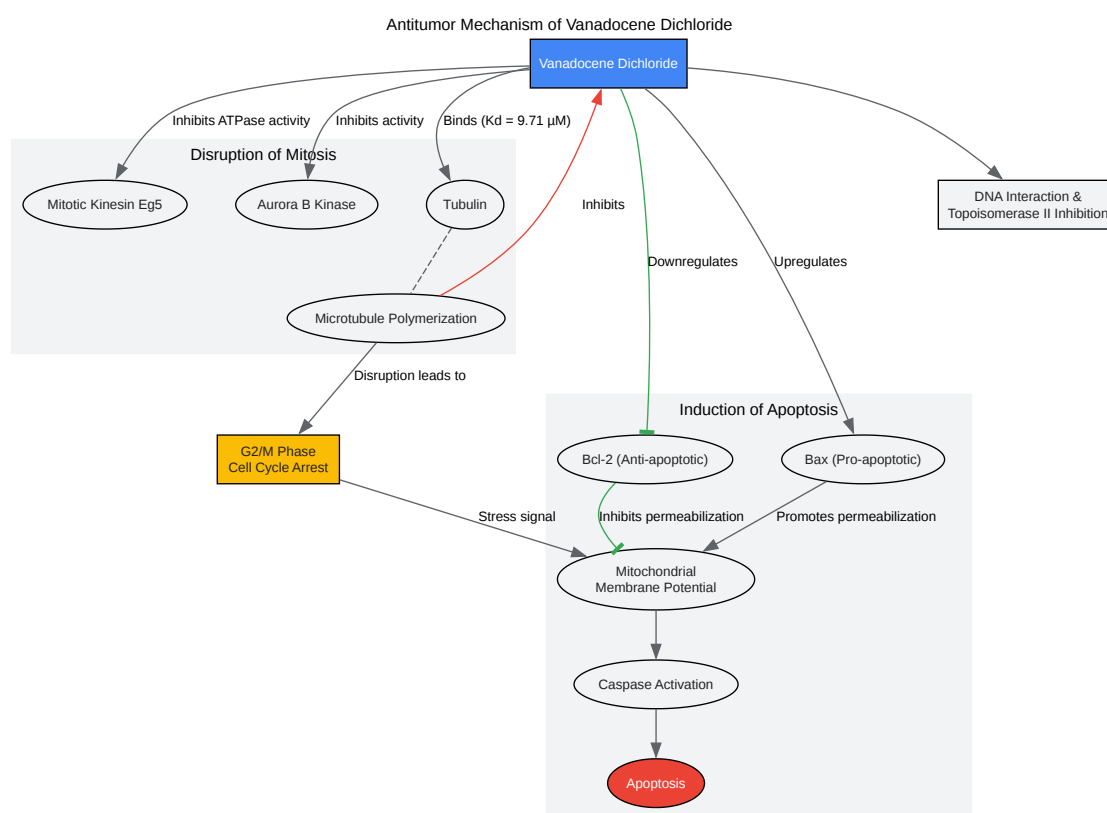 Antitumor Mechanism of Vanadocene Dichloride
Vanadocene Dichloride
Inhibits ATPase activity
Inhibits activity
Binds (Kd = 9.71 µM)
Disruption of Mitosis
Mitotic Kinesin Eg5
Aurora B Kinase
Tubulin
Inhibits
DNA Interaction &
Topoisomerase II Inhibition
Downregulates
Upregulates
Microtubule Polymerization
Disruption leads to
Induction of Apoptosis
G2/M Phase
Cell Cycle Arrest
Bcl-2 (Anti-apoptotic)
Bax (Pro-apoptotic)
Stress signal
Inhibits permeabilization
Promotes permeabilization
Mitochondrial
Membrane Potential
Caspase Activation
Apoptosis